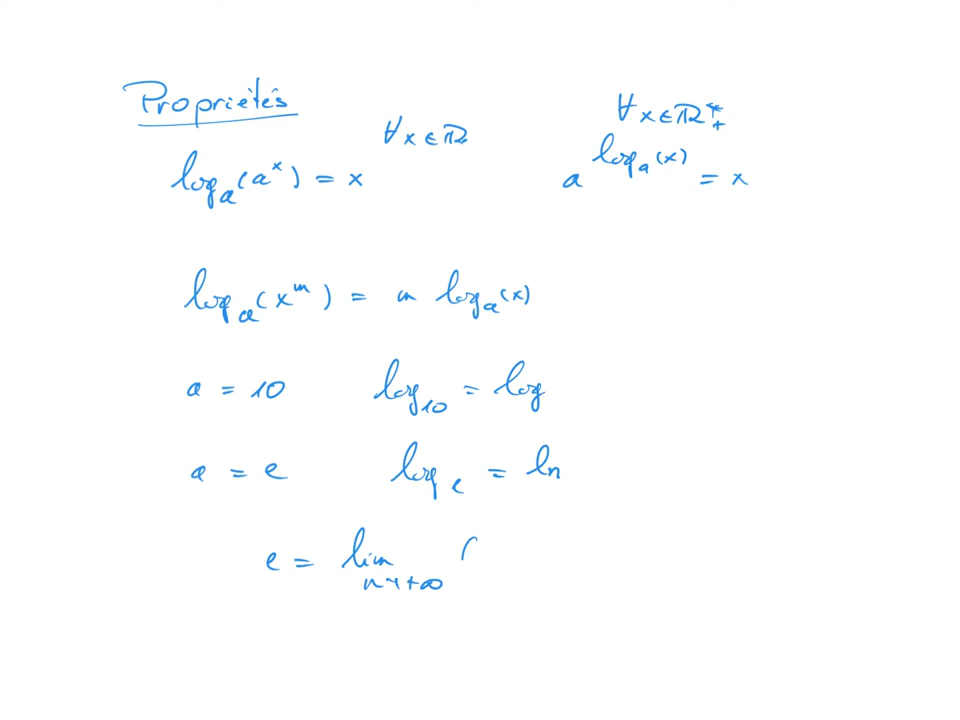 Propriétés
∀x∈ℝ
∀x∈ℝ*₊
logₐ(aˣ) = x
a^(logₐ(x)) = x
logₐ(xⁿ) = n logₐ(x)
a = 10 log₁₀ = log
a = e logₑ = ln
e = lim n→+∞ (